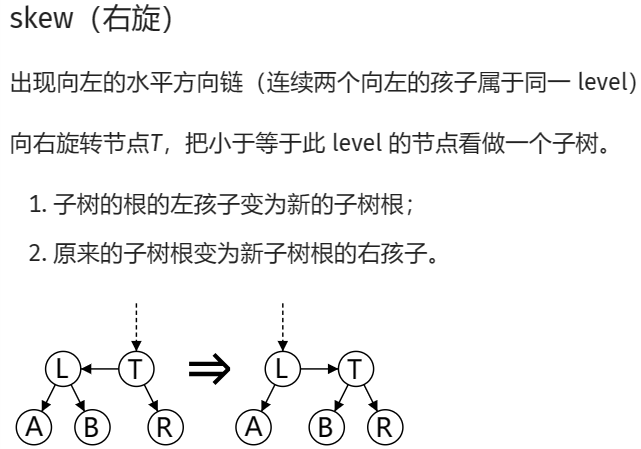 skew（右旋）
出现向左的水平方向链（连续两个向左的孩子属于同一 level）
向右旋转节点T，把小于等于此 level 的节点看做一个子树。
1. 子树的根的左孩子变为新的子树根；
2. 原来的子树根变为新子树根的右孩子。
L T ⇒ L T
A B R A B R